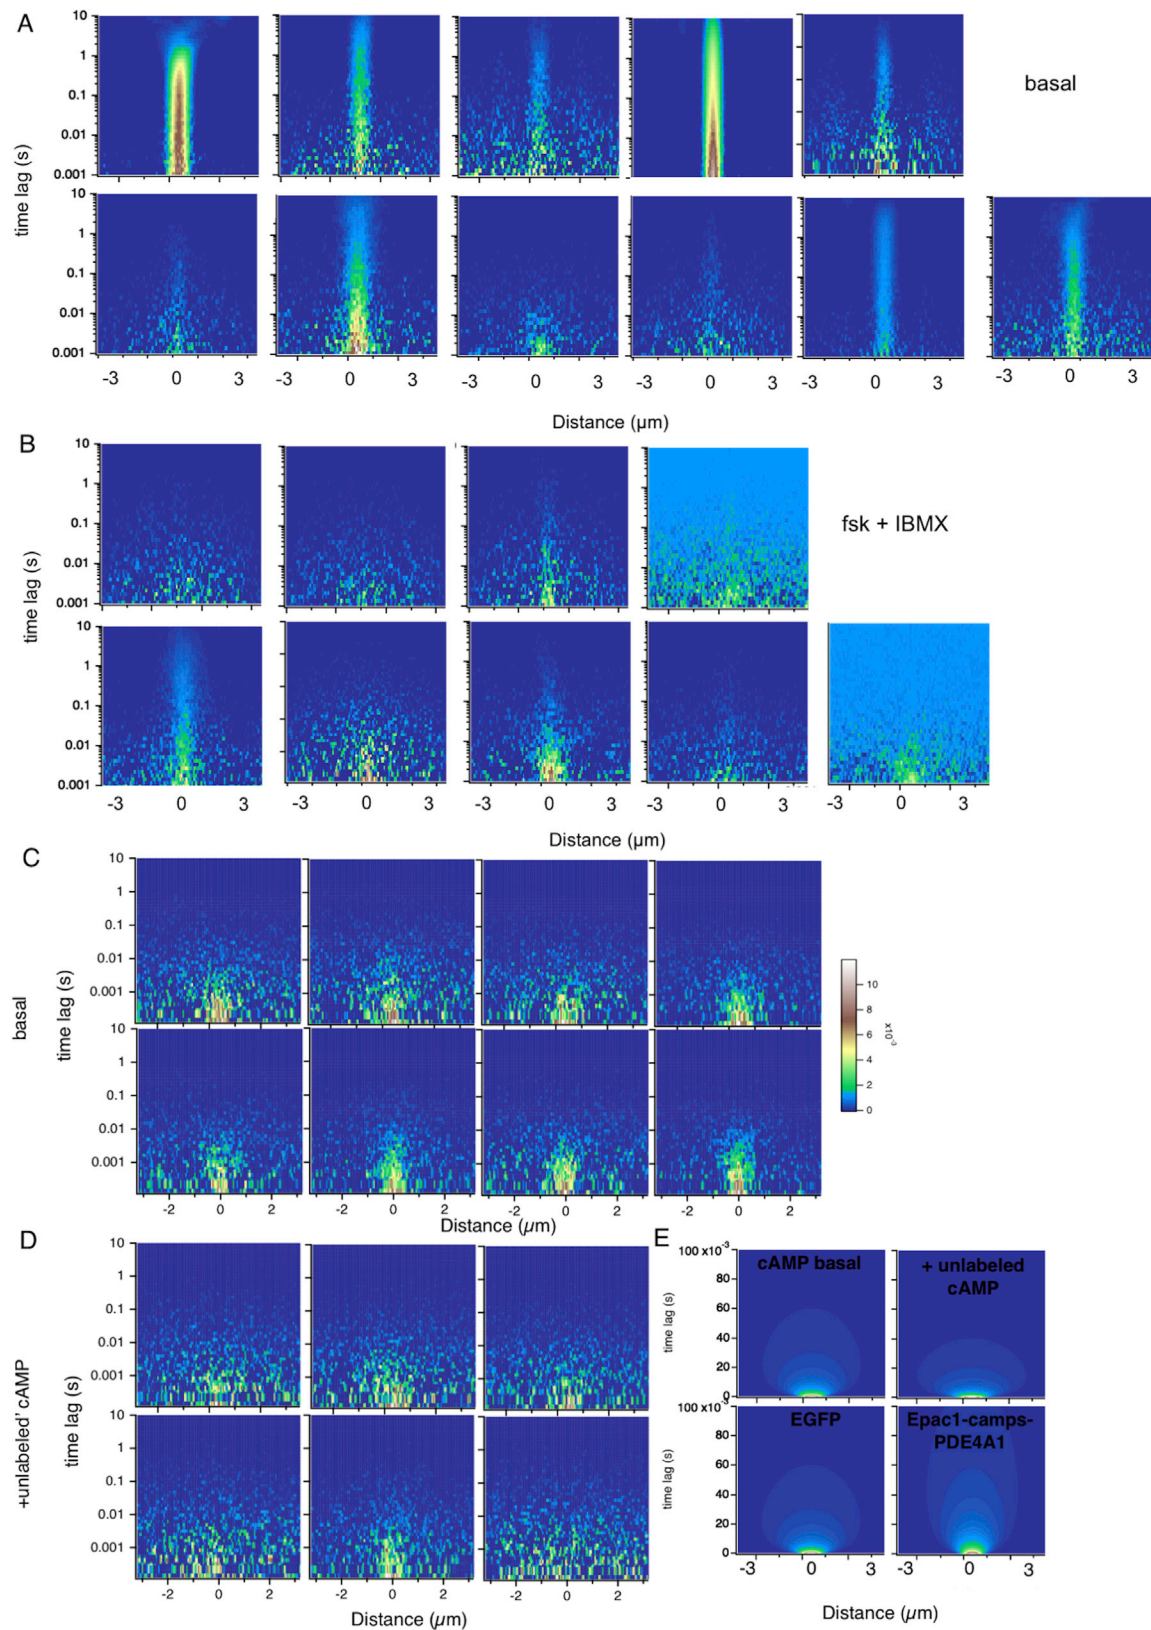 A
10
1
0.1
0.01
0.001
basal
10
1
0.1
0.01
0.001
time lag (s)
-3 0 3 -3 0 3 -3 0 3 -3 0 3 -3 0 3 -3 0 3
Distance (µm)
B
10
1
0.1
0.01
0.001
fsk + IBMX
time lag (s)
10
1
0.1
0.01
0.001
-3 0 3 -3 0 3 -3 0 3 -3 0 3 -3 0 3
Distance (µm)
C
10
1
0.1
0.01
0.001
basal
time lag (s)
10
1
0.1
0.01
0.001
10
8
6
4
2
0
x10-3
-2 0 2 -2 0 2 -2 0 2 -2 0 2
Distance (µm)
D
10
1
0.1
0.01
0.001
+unlabeled' cAMP
time lag (s)
10
1
0.1
0.01
0.001
-2 0 2 -2 0 2 -2 0 2
Distance (µm)
E
100 x10-3
80
60
40
20
0
time lag (s)
cAMP basal
+ unlabeled
cAMP
100 x10-3
80
60
40
20
0
time lag (s)
EGFP
Epac1-camps-
PDE4A1
-3 0 3 -3 0 3
Distance (µm)